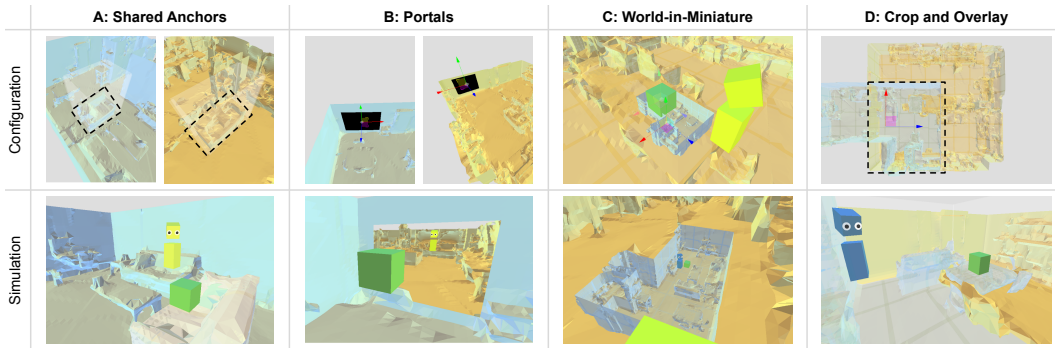 A: Shared Anchors
B: Portals
C: World-in-Miniature
D: Crop and Overlay
Configuration
Simulation